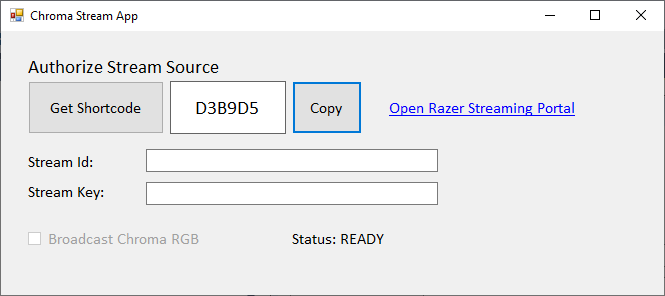 Chroma Stream App
Authorize Stream Source
Get Shortcode D3B9D5 Copy Open Razer Streaming Portal
Stream Id:
Stream Key:
Broadcast Chroma RGB Status: READY